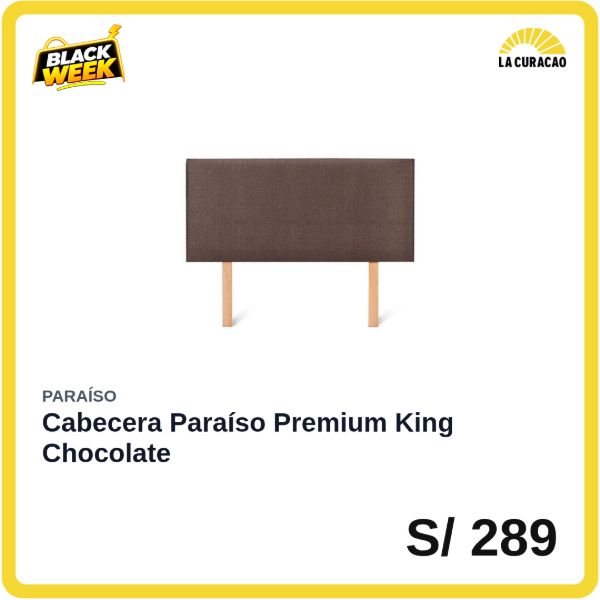 BLACK
WEEK
LA CURACAO
PARAÍSO
Cabecera Paraíso Premium King
Chocolate
S/ 289